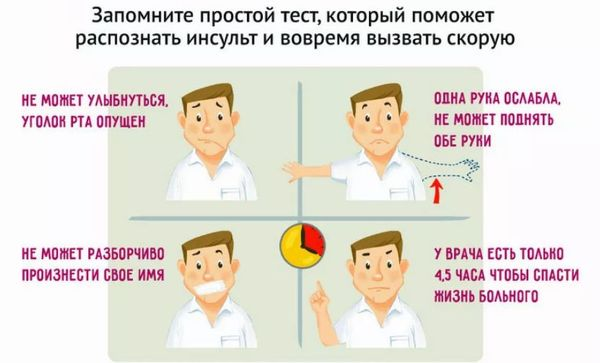 Запомните простой тест, который поможет
распознать инсульт и вовремя вызвать скорую
НЕ МОЖЕТ УЛЫБНУТЬСЯ,
УГОЛОК РТА ОПУЩЕН
ОДНА РУКА ОСЛАБЛА,
НЕ МОЖЕТ ПОДНЯТЬ
ОБЕ РУКИ
НЕ МОЖЕТ РАЗБОРЧИВО
ПРОИЗНЕСТИ СВОЕ ИМЯ
У ВРАЧА ЕСТЬ ТОЛЬКО
4,5 ЧАСА ЧТОБЫ СПАСТИ
ЖИЗНЬ БОЛЬНОГО